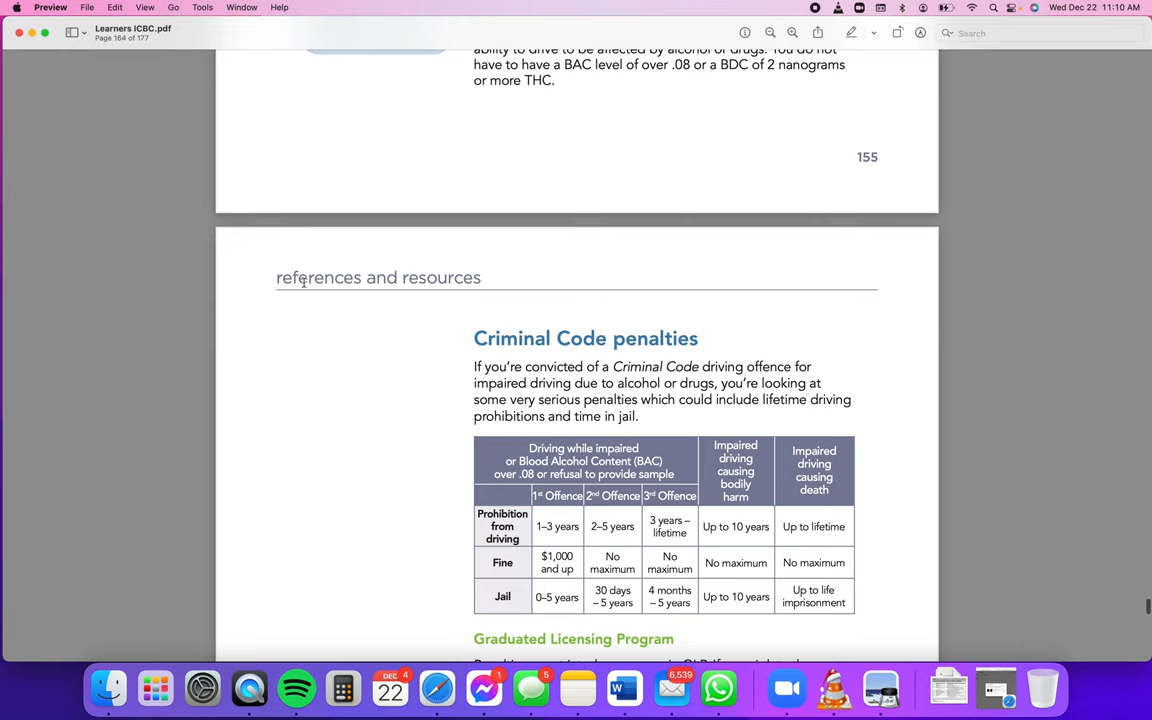 Preview File Edit View Go Tools Window Help Wed Dec 22 11:10 AM
Learners ICBC.pdf
Page 164 of 177
Search
ability to drive to be affected by alcohol or drugs. You do not
have to have a BAC level of over .08 or a BDC of 2 nanograms
or more THC.
155
references and resources
Criminal Code penalties
If you're convicted of a Criminal Code driving offence for
impaired driving due to alcohol or drugs, you're looking at
some very serious penalties which could include lifetime driving
prohibitions and time in jail.
Driving while impaired
or Blood Alcohol Content (BAC)
over .08 or refusal to provide sample
Impaired
driving
causing
bodily
harm
Impaired
driving
causing
death
1st Offence 2nd Offence 3rd Offence
Prohibition
from
driving
1–3 years
2–5 years
3 years –
lifetime
Up to 10 years
Up to lifetime
Fine
$1,000
and up
No
maximum
No
maximum
No maximum
No maximum
Jail
0–5 years
30 days
– 5 years
4 months
– 5 years
Up to 10 years
Up to life
imprisonment
Graduated Licensing Program
DEC 4
22
1
5
W
6,539